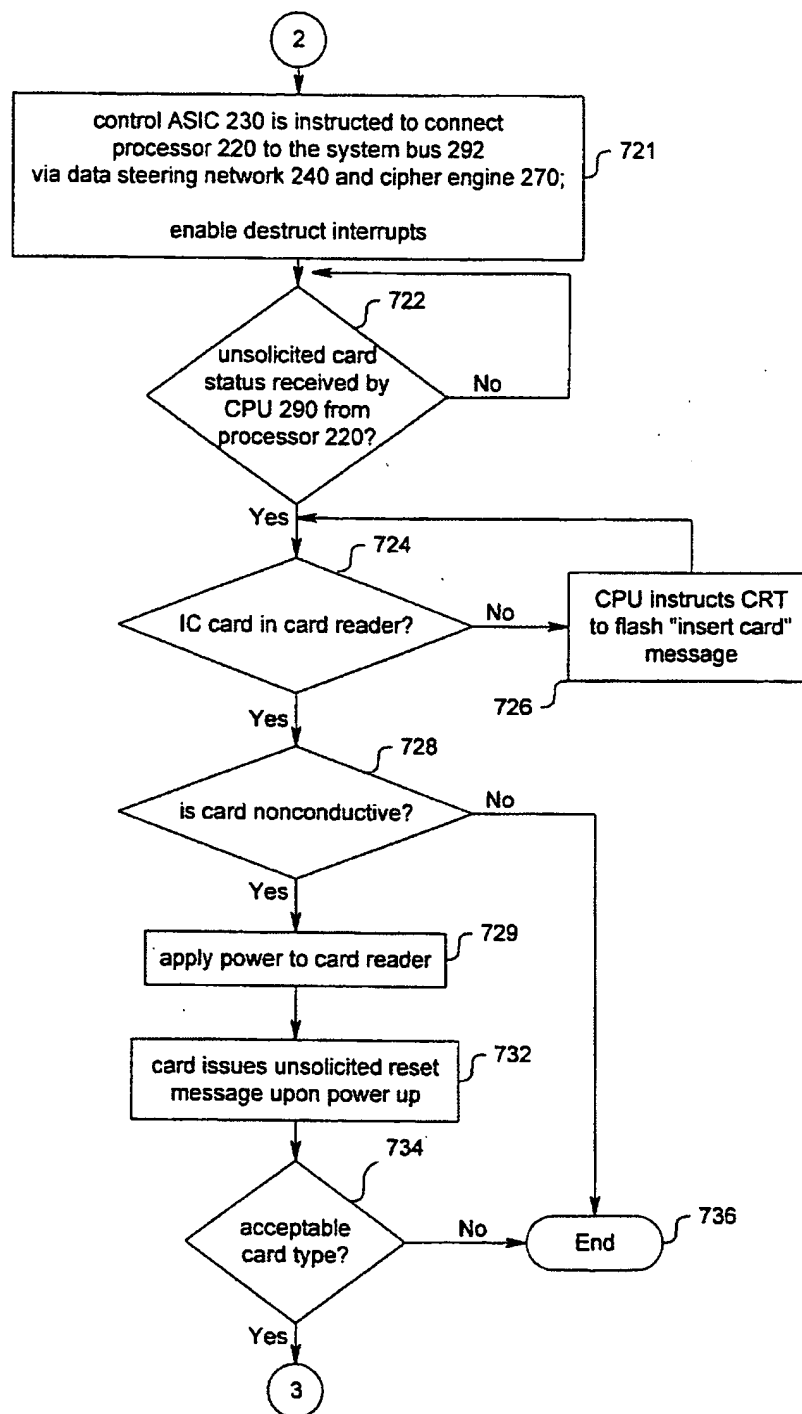 2
control ASIC 230 is instructed to connect
processor 220 to the system bus 292
via data steering network 240 and cipher engine 270;
enable destruct interrupts
721
722
unsolicited card
status received by
CPU 290 from
processor 220?
No
Yes
724
IC card in card reader?
No
CPU instructs CRT
to flash "insert card"
message
726
Yes
728
is card nonconductive?
No
Yes
729
apply power to card reader
732
card issues unsolicited reset
message upon power up
734
acceptable
card type?
No
End
736
Yes
3